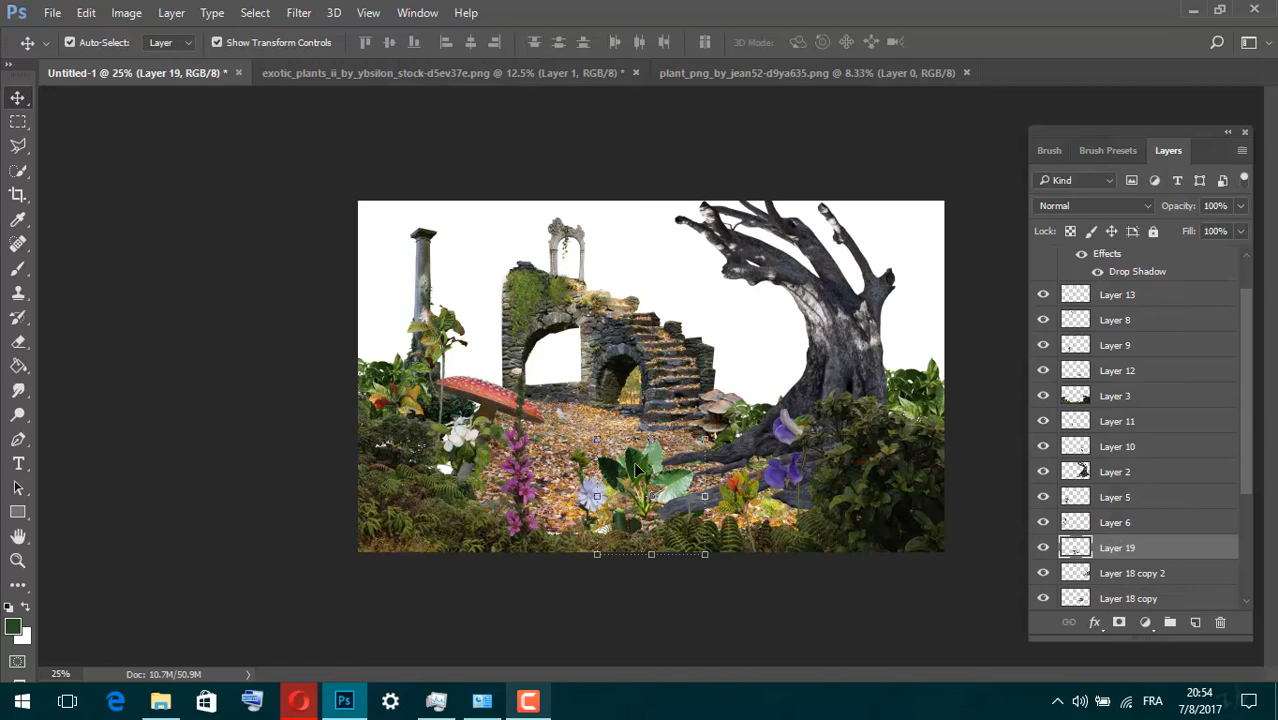 Ps File Edit Image Layer Type Select Filter 3D View Window Help
Auto-Select: Layer Show Transform Controls 3D Mode:
Untitled-1 @ 25% (Layer 19, RGB/8) * exotic_plants_ii_by_ybsilon_stock-d5ev37e.png @ 12.5% (Layer 1, RGB/8) * plant_png_by_jean52-d9ya635.png @ 8.33% (Layer 0, RGB/8)
Brush Brush Presets Layers
Kind
Normal Opacity: 100%
Lock: Fill: 100%
Effects
Drop Shadow
Layer 13
Layer 8
Layer 9
Layer 12
Layer 3
Layer 11
Layer 10
Layer 2
Layer 5
Layer 6
Layer 19
Layer 18 copy 2
Layer 18 copy
fx
25% Doc: 10.7M/50.9M
Ps FRA 20:54
7/8/2017